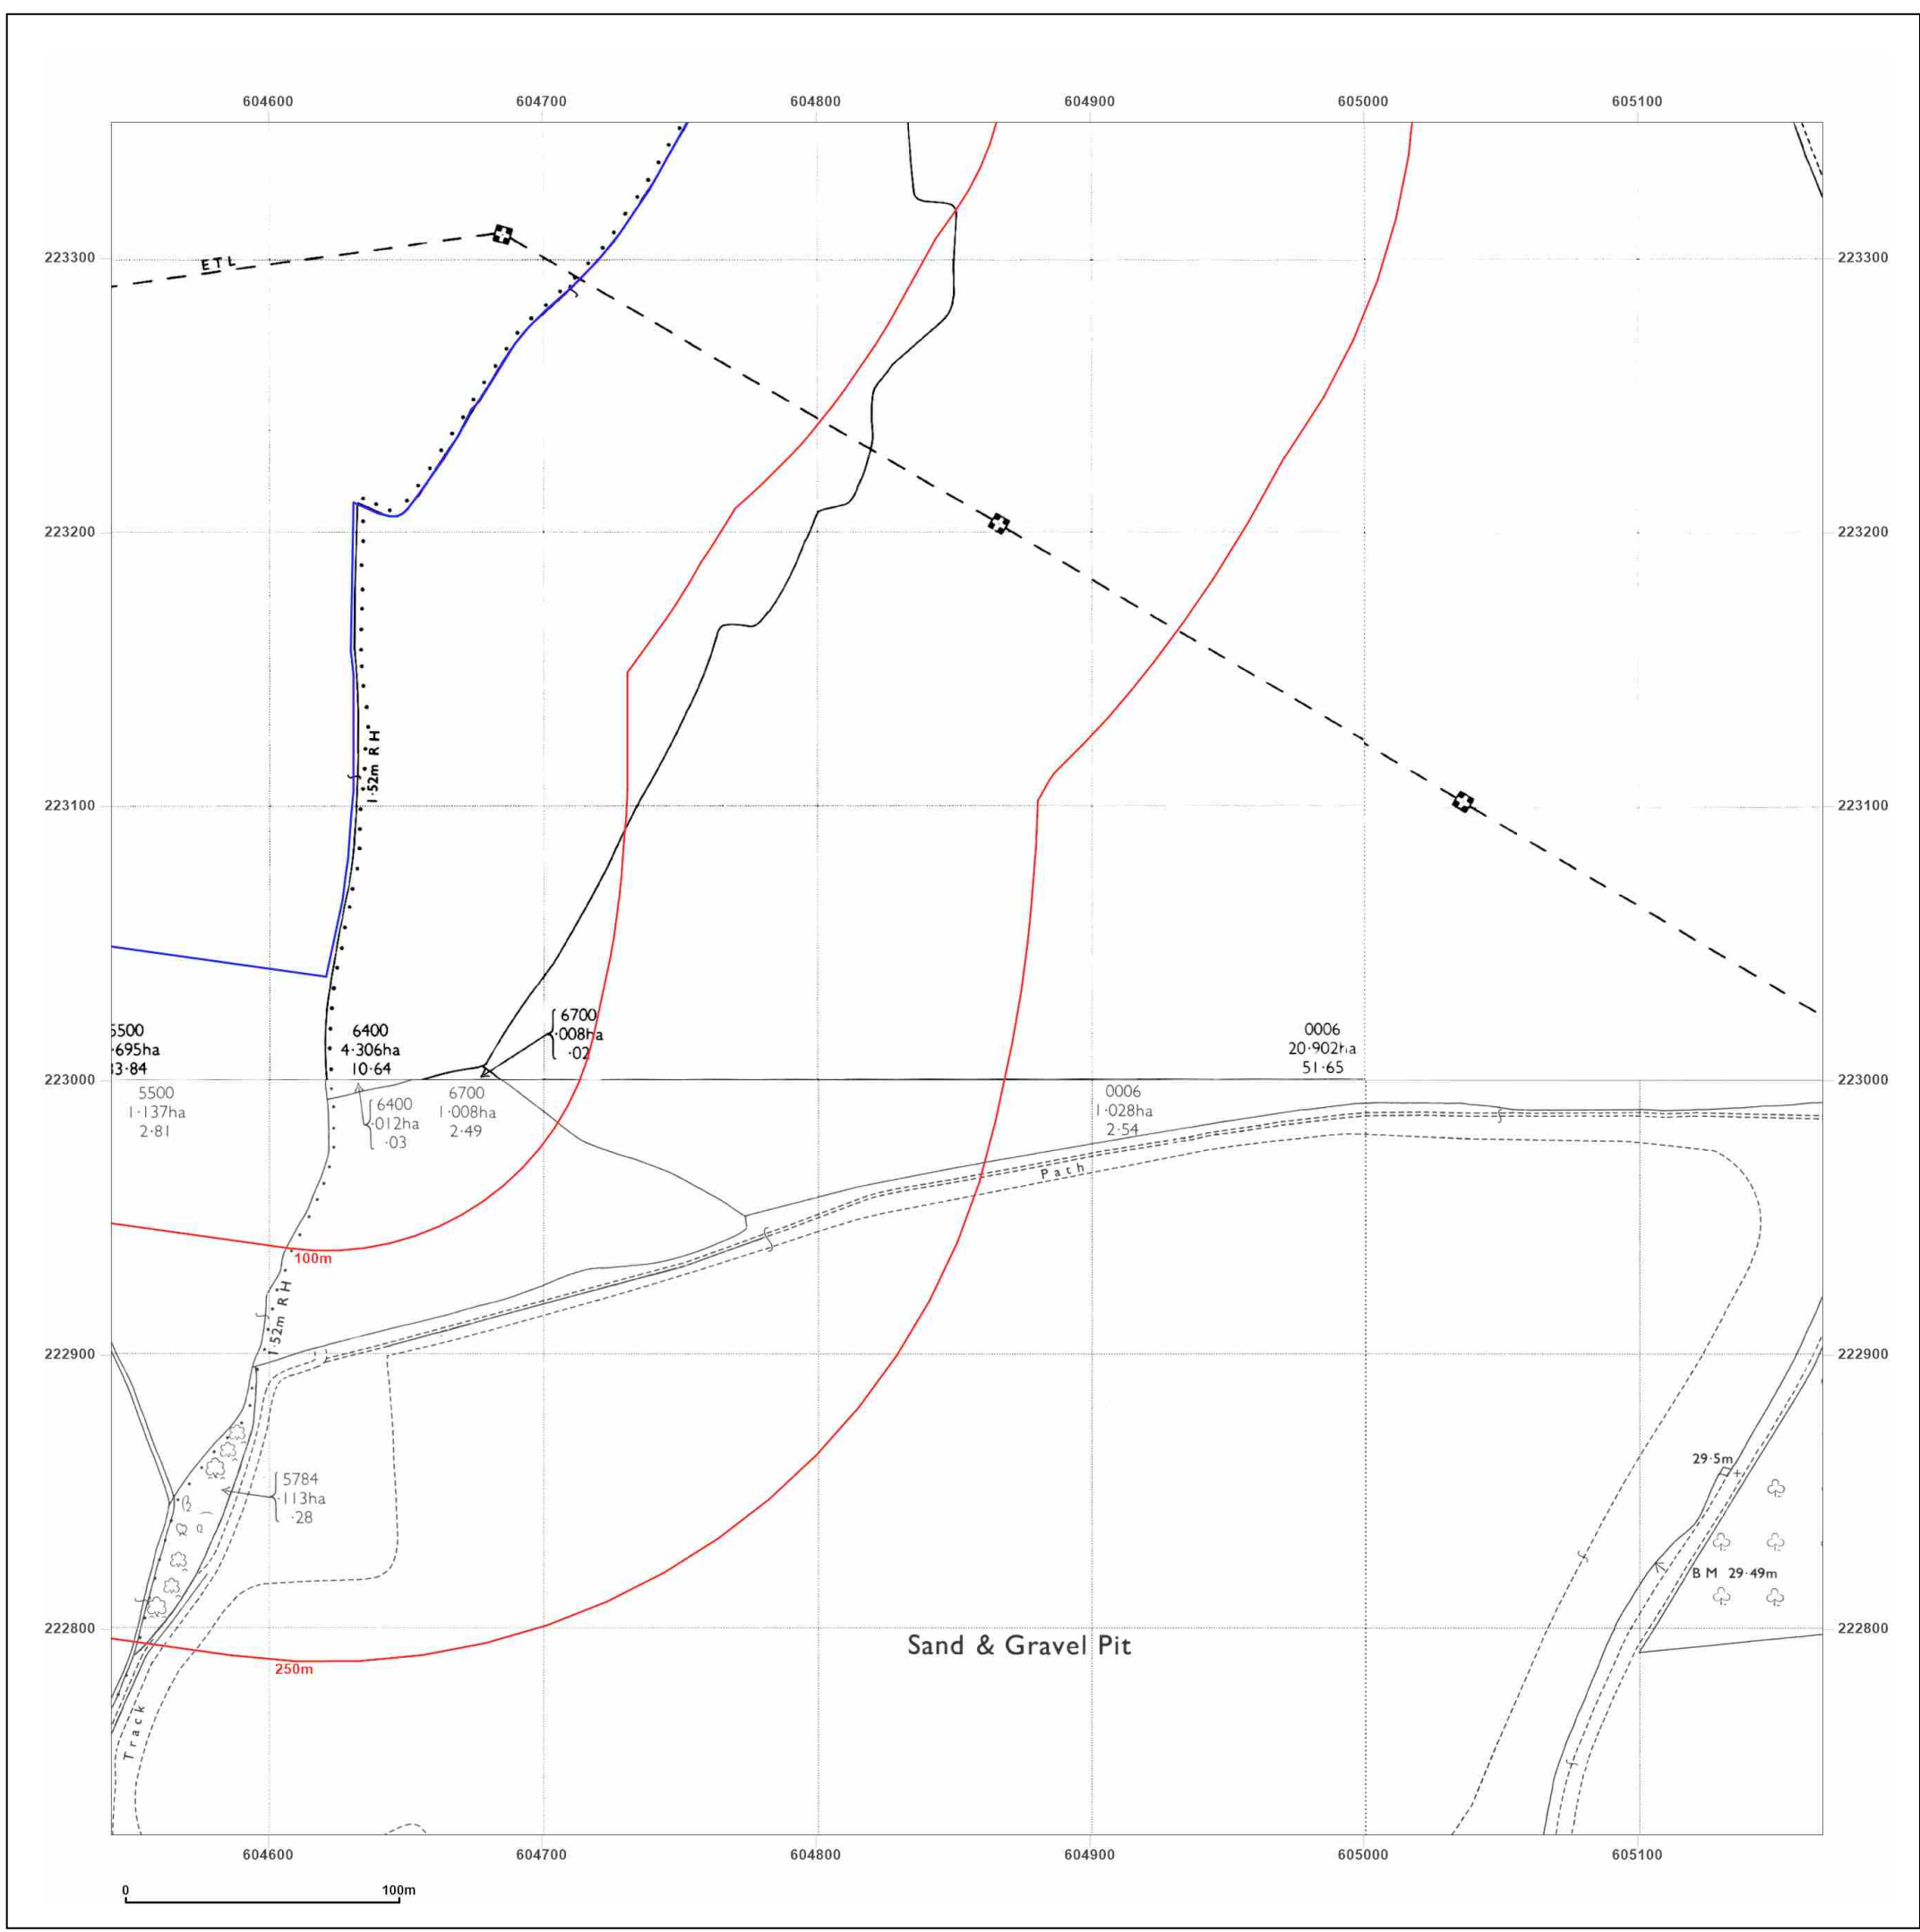 604600 604700 604800 604900 605000 605100
223300 ETL 223300
223200 223200
1·52m RH
223100 223100
5500 6400 6700 0006
·695ha 4·306ha ·008ha 20·902ha
33·84 10·64 ·02 51·65
223000 223000
5500 6400 6700 0006
1·137ha ·012ha 1·008ha 1·028ha
2·81 ·03 2·49 2·54
Path
100m
1·52m RH
222900 222900
29·5m
5784
·113ha
·28
BM 29·49m
222800 Sand & Gravel Pit 222800
250m
Track
604600 604700 604800 604900 605000 605100
0 100m